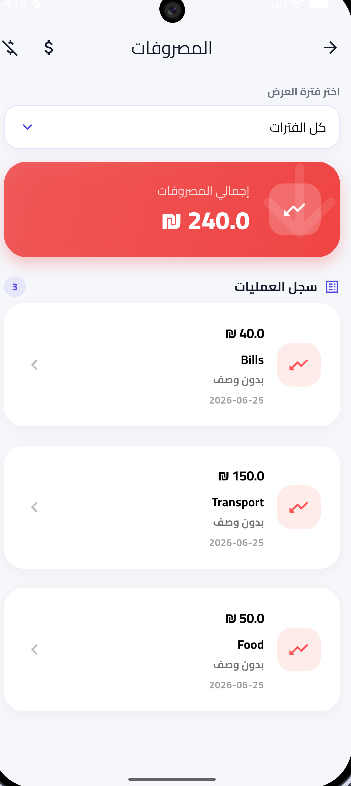 المصروفات
اختر فترة العرض
كل الفترات
إجمالي المصروفات
₪ 240.0
سجل العمليات
3
₪ 40.0
Bills
بدون وصف
2026-06-25
₪ 150.0
Transport
بدون وصف
2026-06-25
₪ 50.0
Food
بدون وصف
2026-06-25